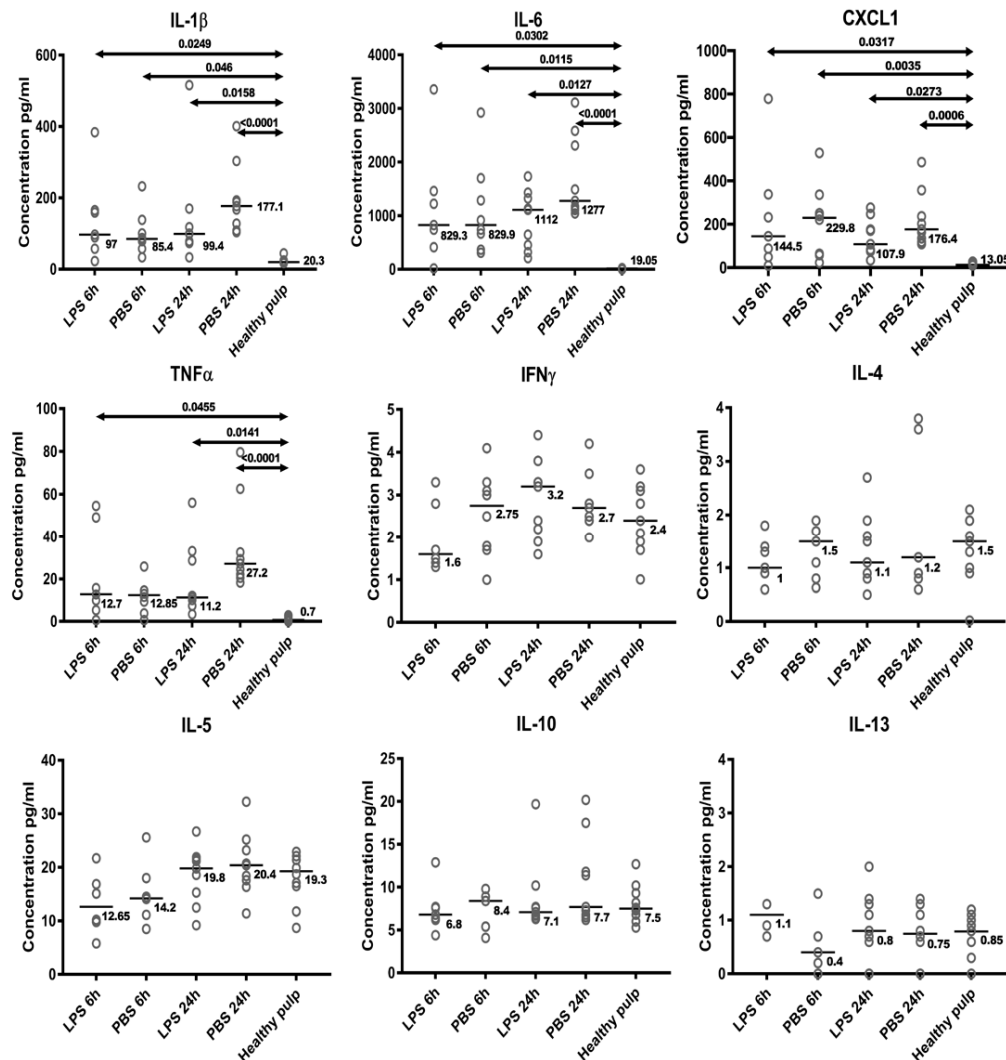 IL-1β
Concentration pg/ml
600
400
200
0
0.0249
0.046
0.0158
<0.0001
97
85.4
99.4
177.1
20.3
LPS 6h
PBS 6h
LPS 24h
PBS 24h
Healthy pulp
IL-6
Concentration pg/ml
4000
3000
2000
1000
0
0.0302
0.0115
0.0127
<0.0001
829.3
829.9
1112
1277
19.05
LPS 6h
PBS 6h
LPS 24h
PBS 24h
Healthy pulp
CXCL1
Concentration pg/ml
1000
800
600
400
200
0
0.0317
0.0035
0.0273
0.0006
144.5
229.8
107.9
176.4
13.05
LPS 6h
PBS 6h
LPS 24h
PBS 24h
Healthy pulp
TNFα
Concentration pg/ml
100
80
60
40
20
0
0.0455
0.0141
<0.0001
12.7
12.85
11.2
27.2
0.7
LPS 6h
PBS 6h
LPS 24h
PBS 24h
Healthy pulp
IFNγ
Concentration pg/ml
5
4
3
2
1
0
1.6
2.75
3.2
2.7
2.4
LPS 6h
PBS 6h
LPS 24h
PBS 24h
Healthy pulp
IL-4
Concentration pg/ml
4
3
2
1
0
1
1.5
1.1
1.2
1.5
LPS 6h
PBS 6h
LPS 24h
PBS 24h
Healthy pulp
IL-5
Concentration pg/ml
40
30
20
10
0
12.65
14.2
19.8
20.4
19.3
LPS 6h
PBS 6h
LPS 24h
PBS 24h
Healthy pulp
IL-10
Concentration pg/ml
25
20
15
10
5
0
6.8
8.4
7.1
7.7
7.5
LPS 6h
PBS 6h
LPS 24h
PBS 24h
Healthy pulp
IL-13
Concentration pg/ml
4
3
2
1
0
1.1
0.4
0.8
0.75
0.85
LPS 6h
PBS 6h
LPS 24h
PBS 24h
Healthy pulp